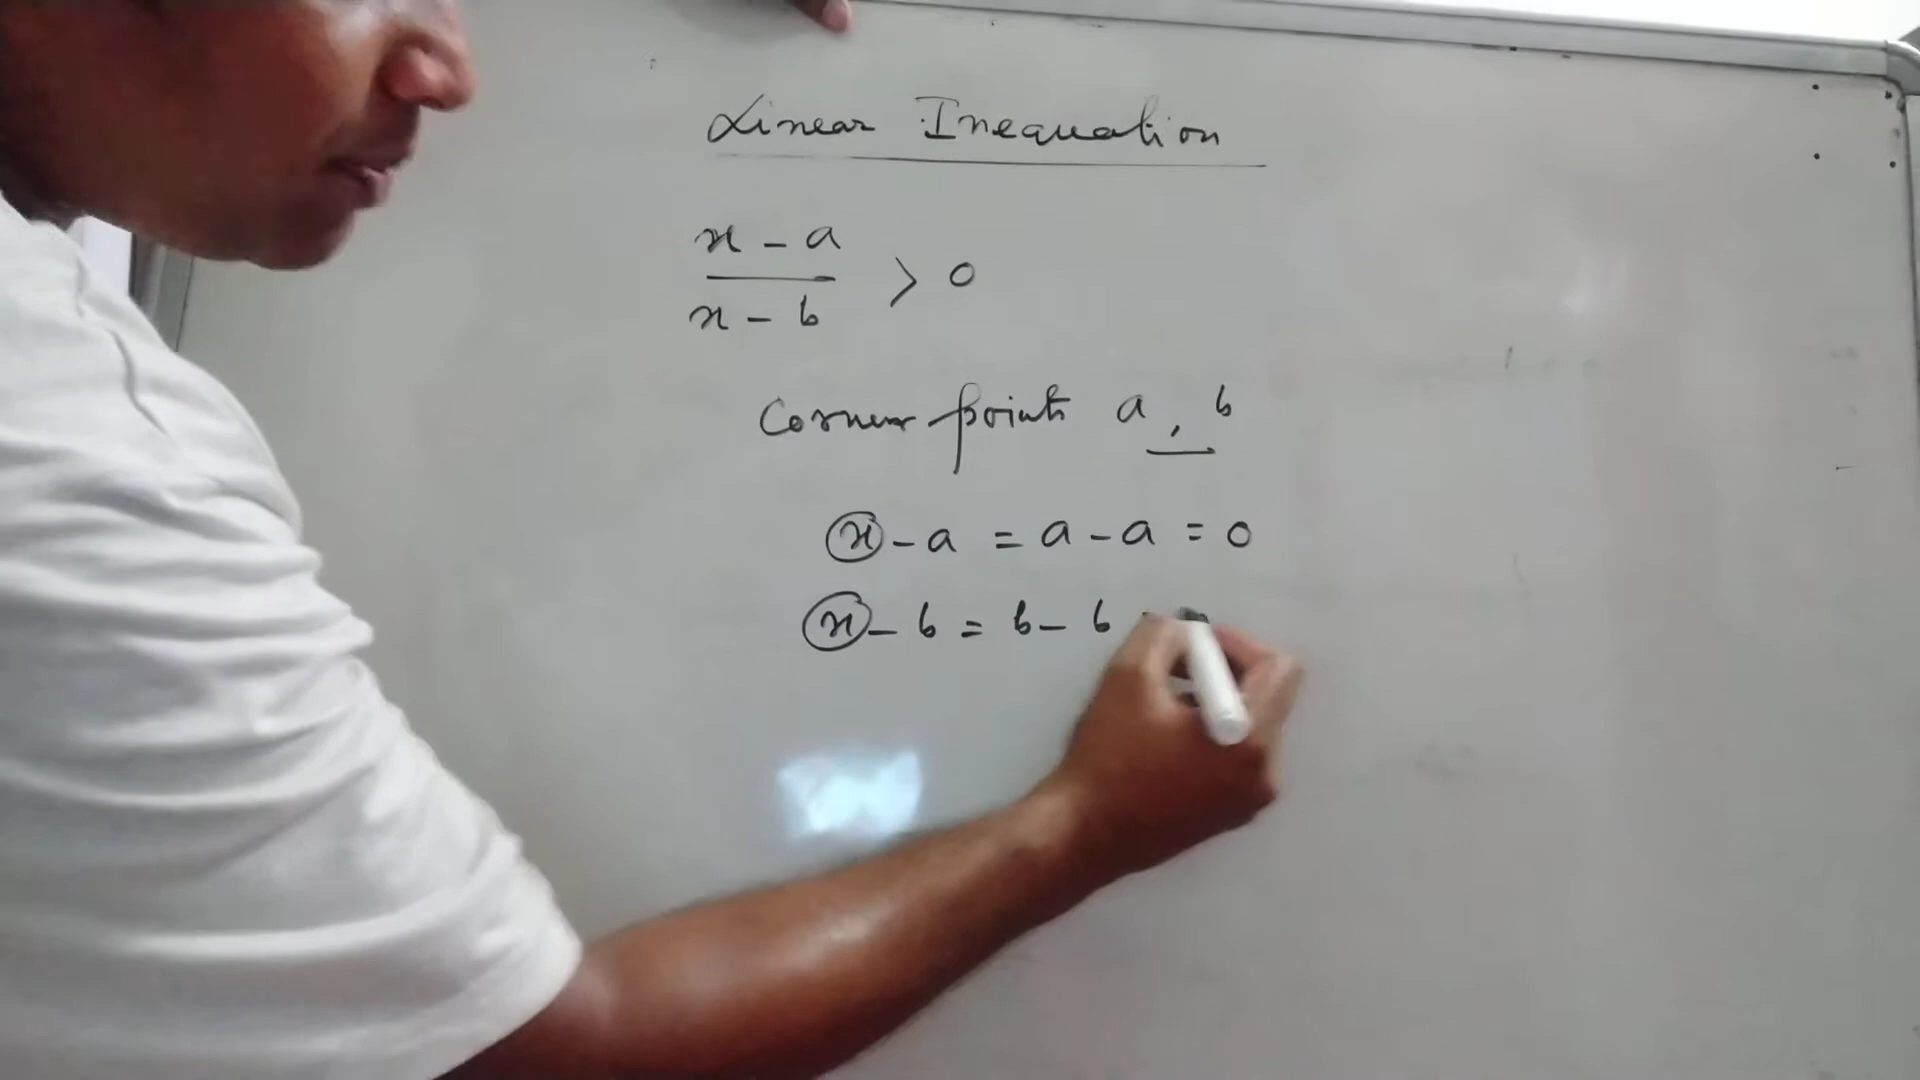 Linear Inequation
x - a
> 0
x - b
Corner points a, b
x - a = a - a = 0
x - b = b - b